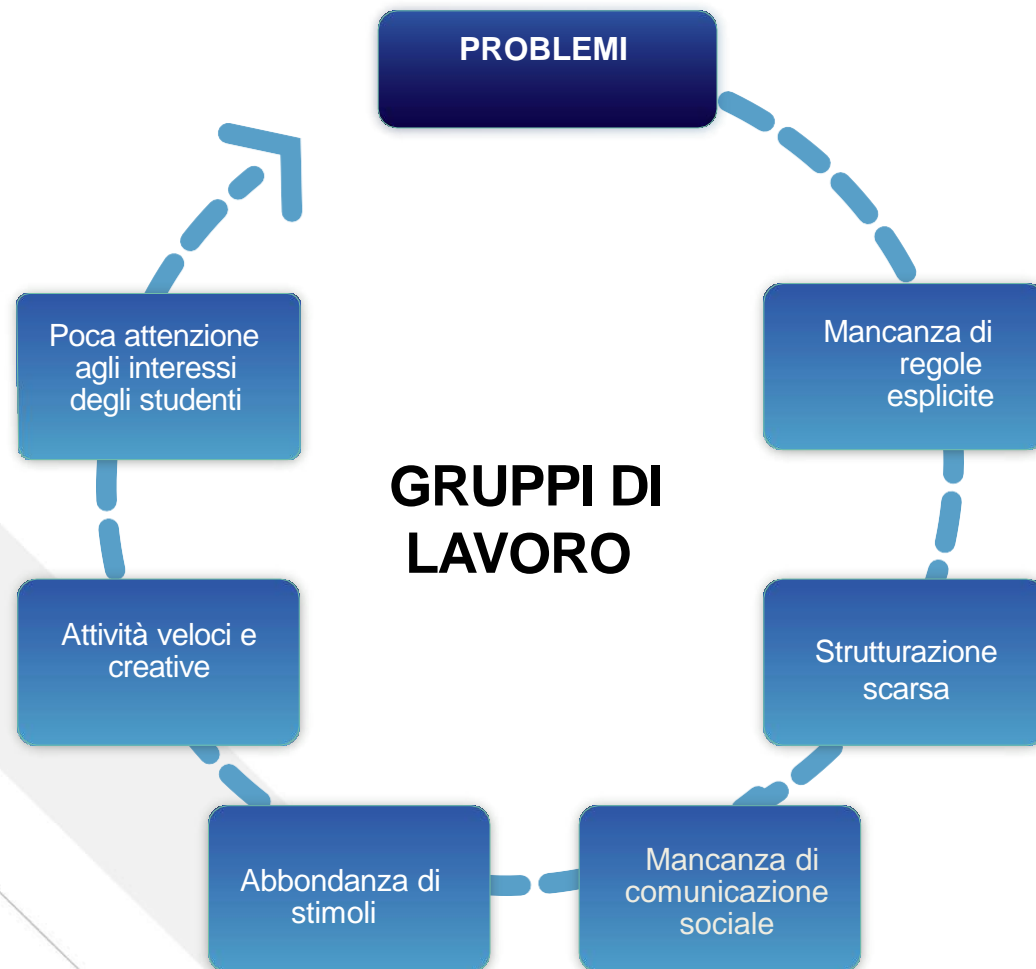 PROBLEMI
Mancanza di
regole
esplicite
Strutturazione
scarsa
Mancanza di
comunicazione
sociale
Abbondanza di
stimoli
Attività veloci e
creative
Poca attenzione
agli interessi
degli studenti
GRUPPI DI
LAVORO